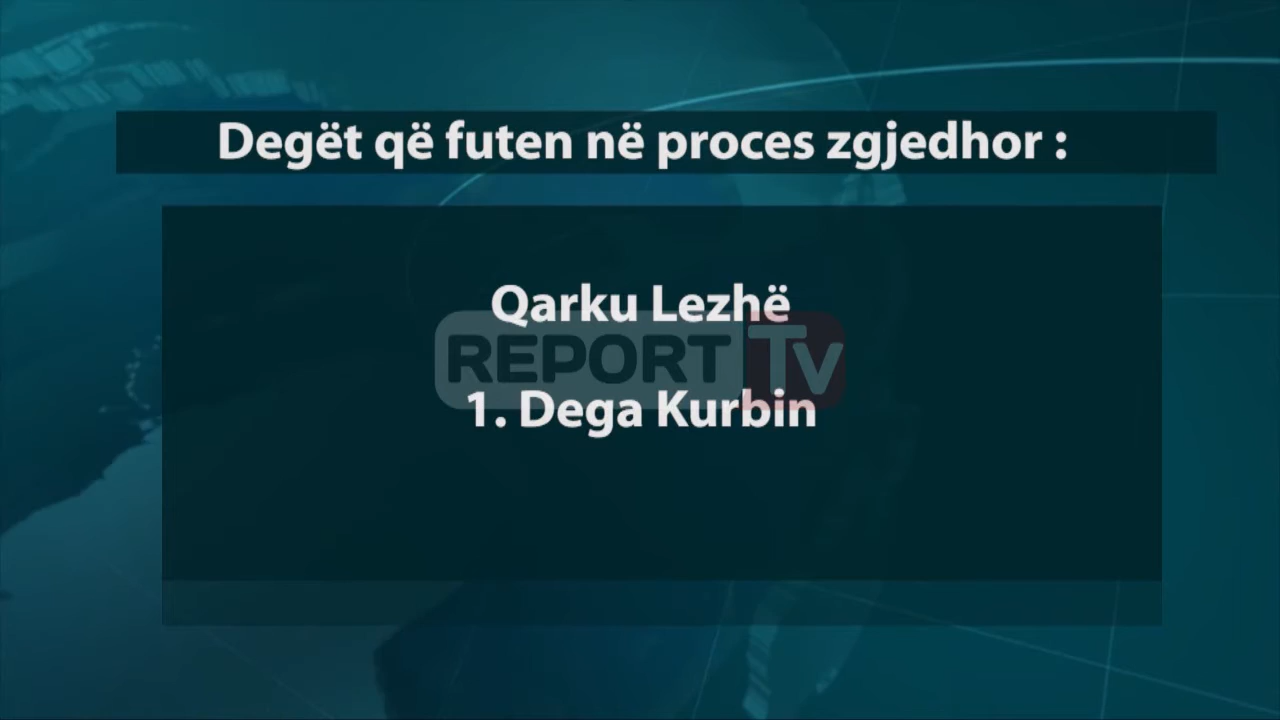 Degët që futen në proces zgjedhor :
Qarku Lezhë
REPORT Tv
1. Dega Kurbin